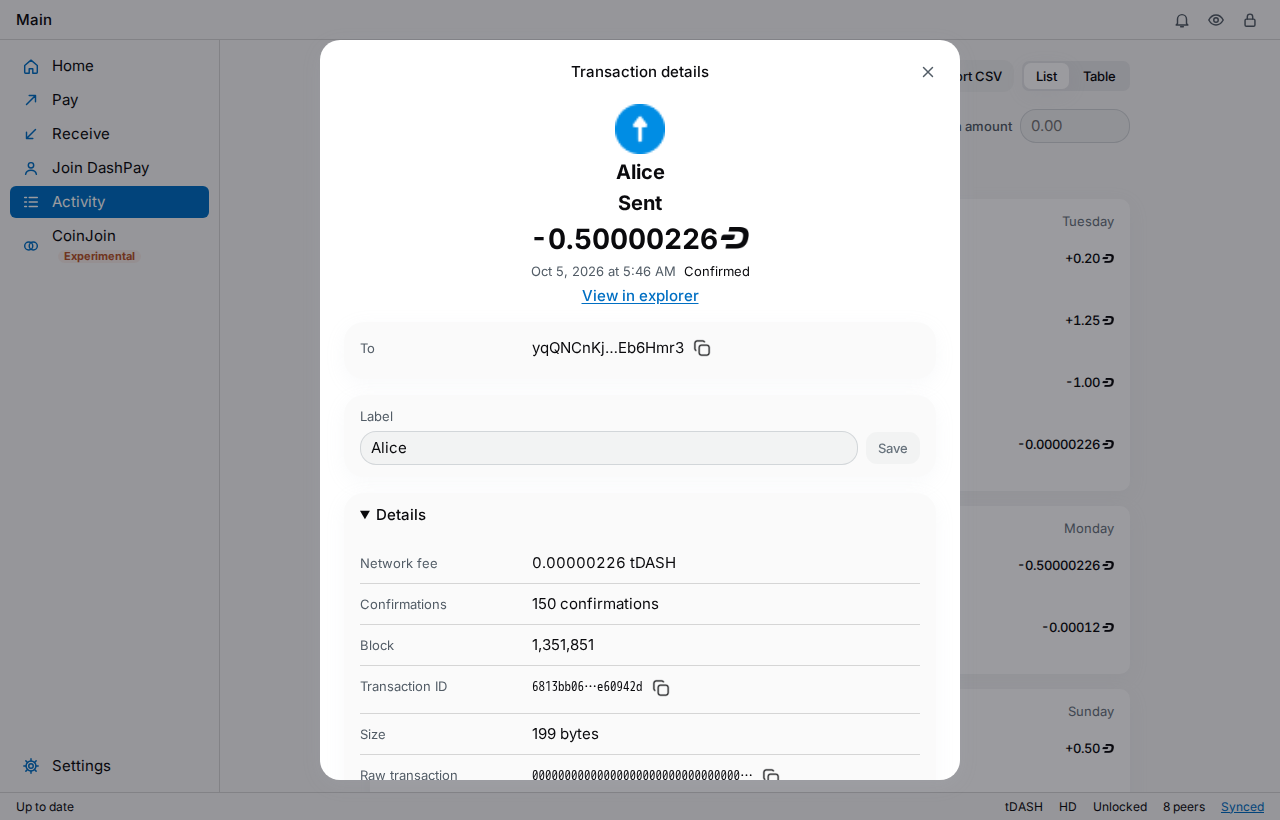 Main
Home
Pay
Receive
Join DashPay
Activity
CoinJoin
Experimental
Settings
Transaction details
Alice
Sent
-0.50000226
Oct 5, 2026 at 5:46 AM Confirmed
View in explorer
To yqQNCnKj...Eb6Hmr3
Label
Alice Save
Details
Network fee 0.00000226 tDASH
Confirmations 150 confirmations
Block 1,351,851
Transaction ID 6813bb06⋯e60942d
Size 199 bytes
Raw transaction
CSV
List Table
amount 0.00
Tuesday
+0.20
+1.25
-1.00
-0.00000226
Monday
-0.50000226
-0.00012
Sunday
+0.50
Up to date tDASH HD Unlocked 8 peers Synced